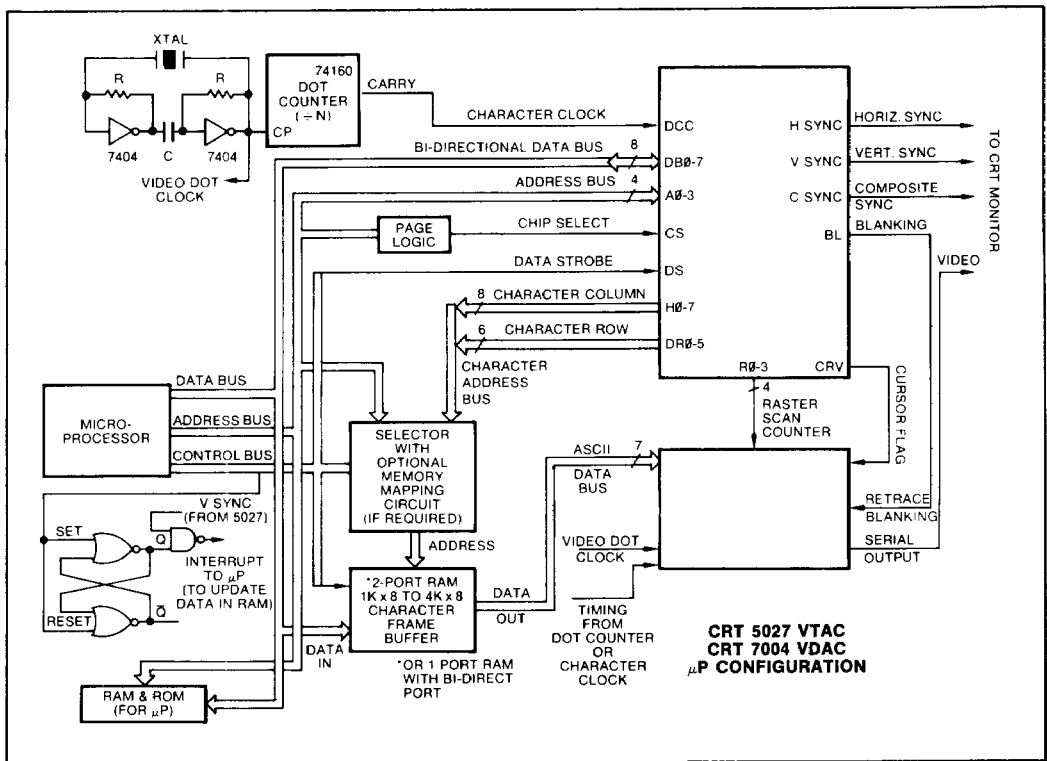 XTAL
R
R
7404
C
7404
VIDEO DOT
CLOCK
74160
DOT
COUNTER
(÷N)
CP
CARRY
CHARACTER CLOCK
BI-DIRECTIONAL DATA BUS
8
ADDRESS BUS
4
PAGE
LOGIC
CHIP SELECT
DATA STROBE
8
CHARACTER COLUMN
6
CHARACTER ROW
CHARACTER
ADDRESS
BUS
DCC
DBØ-7
AØ-3
CS
DS
HØ-7
DRØ-5
RØ-3
CRV
H SYNC
V SYNC
C SYNC
BL
HORIZ. SYNC
VERT. SYNC
COMPOSITE
SYNC
BLANKING
VIDEO
TO CRT MONITOR
4
RASTER
SCAN
COUNTER
CURSOR FLAG
MICRO-
PROCESSOR
DATA BUS
ADDRESS BUS
CONTROL BUS
SELECTOR
WITH
OPTIONAL
MEMORY
MAPPING
CIRCUIT
(IF REQUIRED)
ADDRESS
ASCII
7
DATA
BUS
RETRACE
BLANKING
SERIAL
OUTPUT
VIDEO DOT
CLOCK
V SYNC
(FROM 5027)
SET
Q
INTERRUPT
TO μP
(TO UPDATE
DATA IN RAM)
RESET
Q̅
*2-PORT RAM
1K x 8 TO 4K x 8
CHARACTER
FRAME
BUFFER
DATA
OUT
DATA
IN
*OR 1 PORT RAM
WITH BI-DIRECT
PORT
TIMING
FROM
DOT COUNTER
OR
CHARACTER
CLOCK
RAM & ROM
(FOR μP)
CRT 5027 VTAC
CRT 7004 VDAC
μP CONFIGURATION